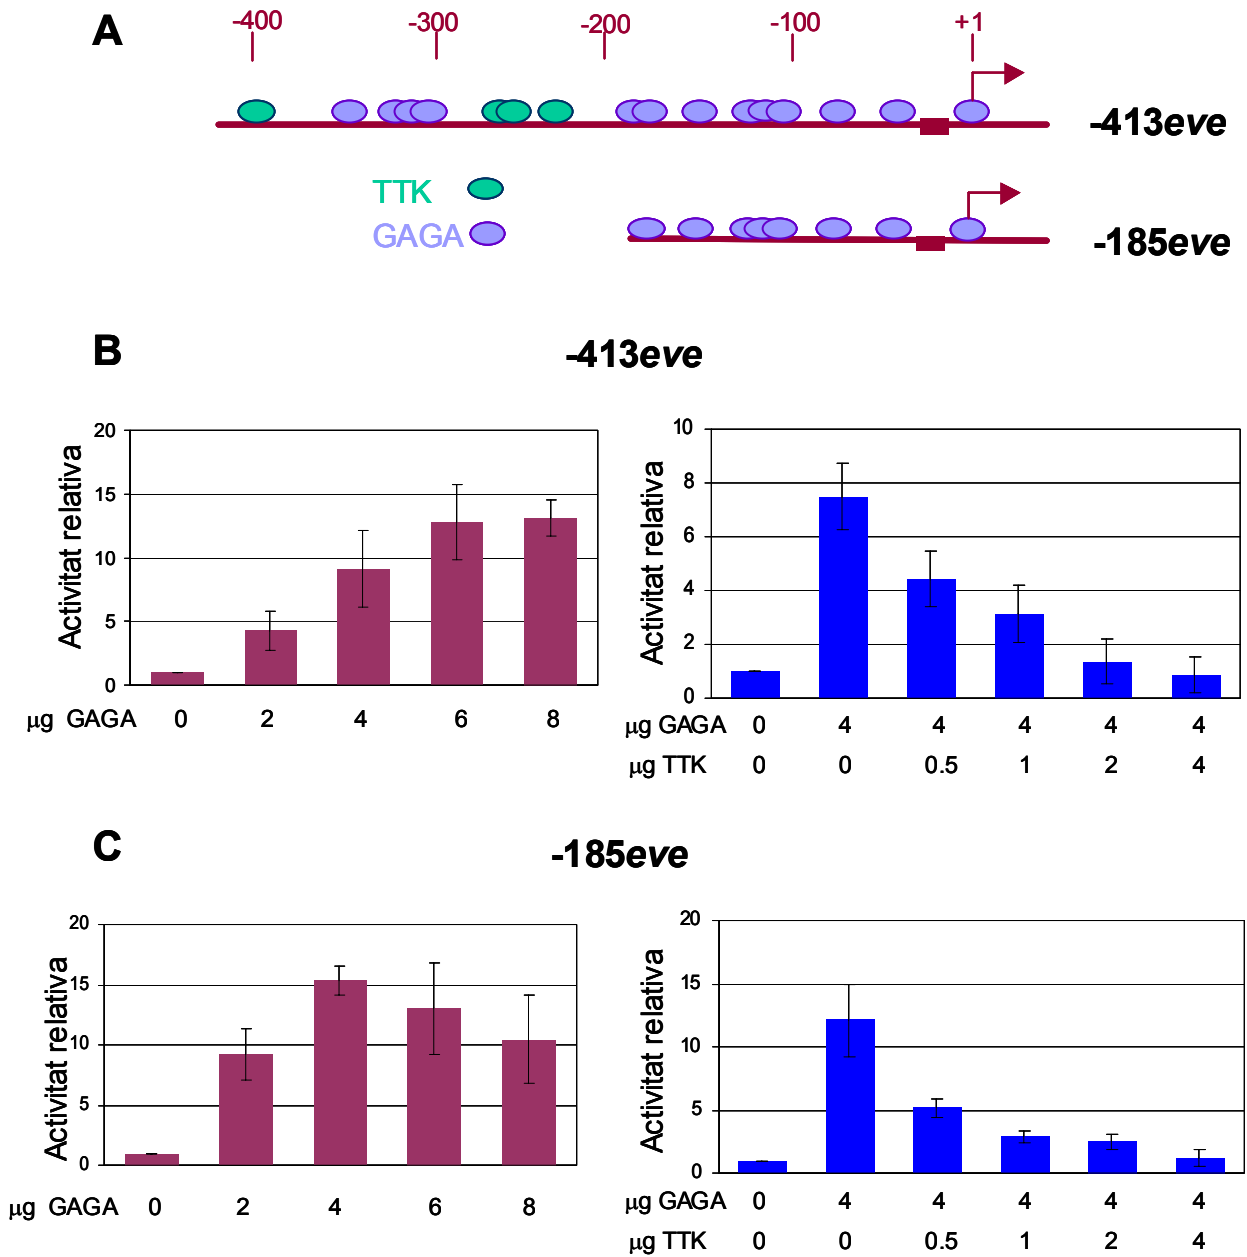 A
-400 -300 -200 -100 +1
-413eve
TTK
GAGA
-185eve
B
-413eve
Activitat relativa
20
15
10
5
0
μg GAGA 0 2 4 6 8
Activitat relativa
10
8
6
4
2
0
μg GAGA 0 4 4 4 4 4
μg TTK 0 0 0.5 1 2 4
C
-185eve
Activitat relativa
20
15
10
5
0
μg GAGA 0 2 4 6 8
Activitat relativa
20
15
10
5
0
μg GAGA 0 4 4 4 4 4
μg TTK 0 0 0.5 1 2 4